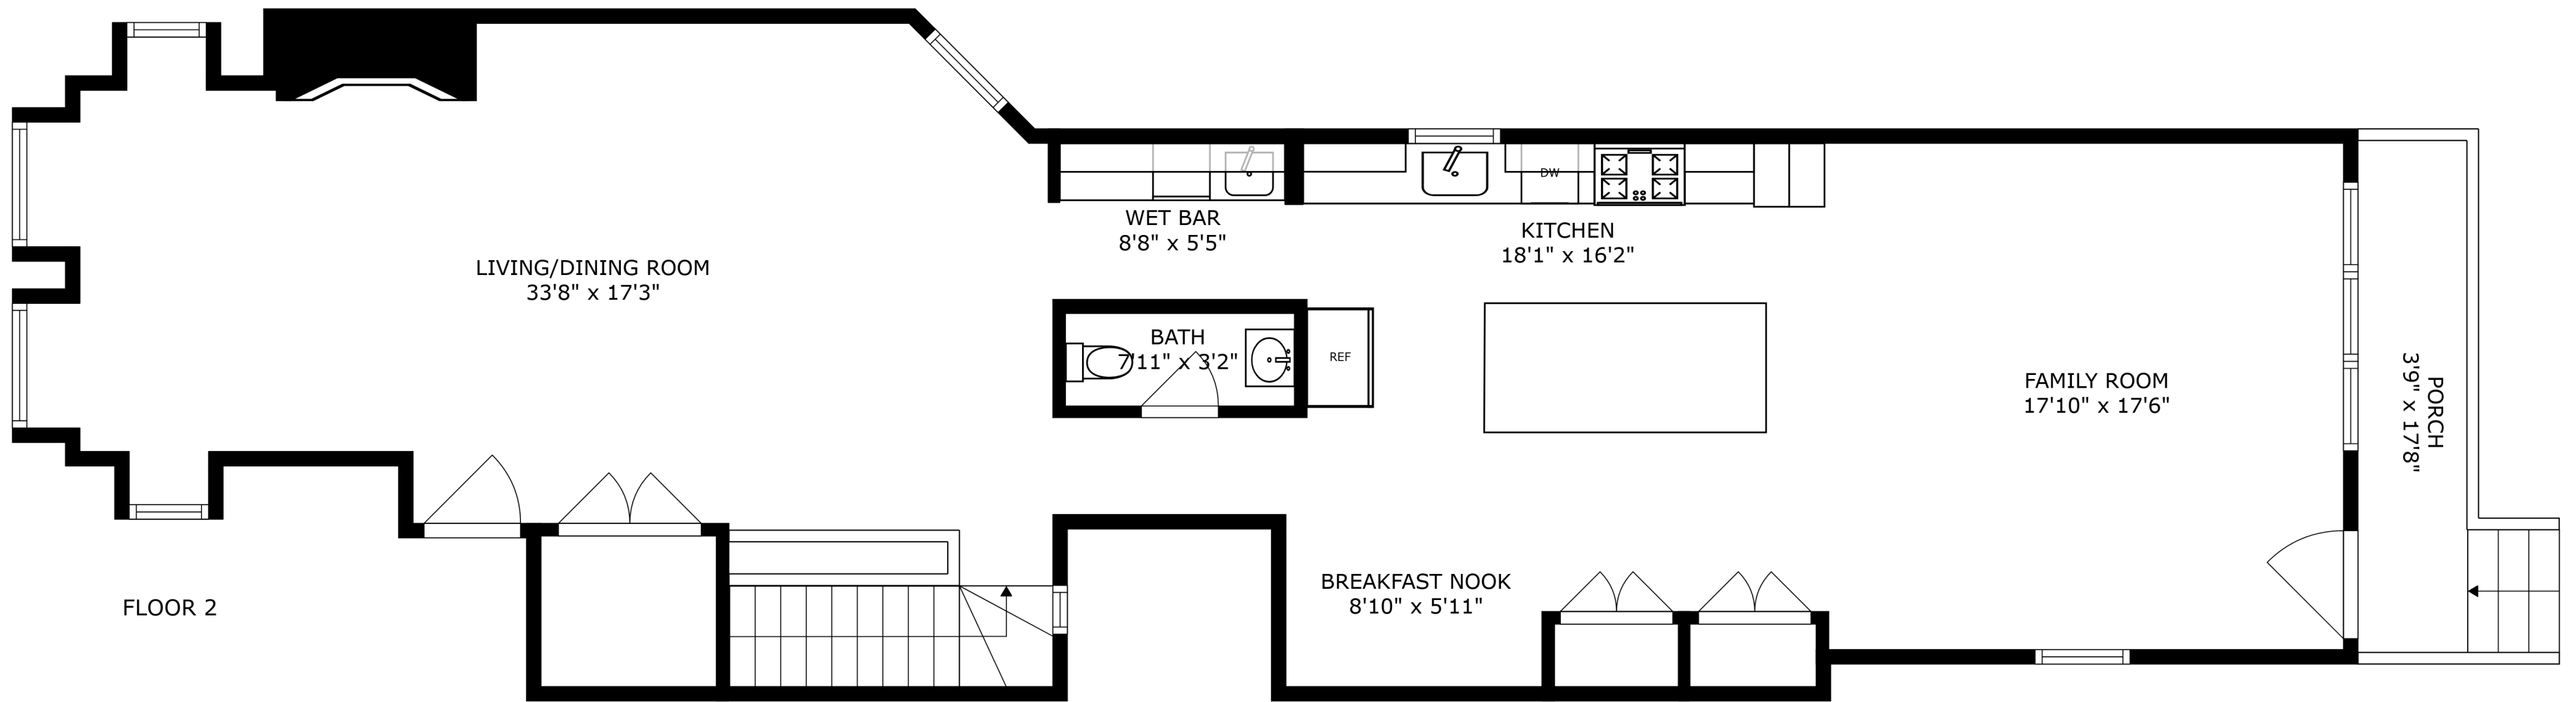 LIVING/DINING ROOM
33'8" x 17'3"
WET BAR
8'8" x 5'5"
KITCHEN
18'1" x 16'2"
DW
BATH
7'11" x 3'2"
REF
FAMILY ROOM
17'10" x 17'6"
PORCH
3'9" x 17'8"
BREAKFAST NOOK
8'10" x 5'11"
FLOOR 2